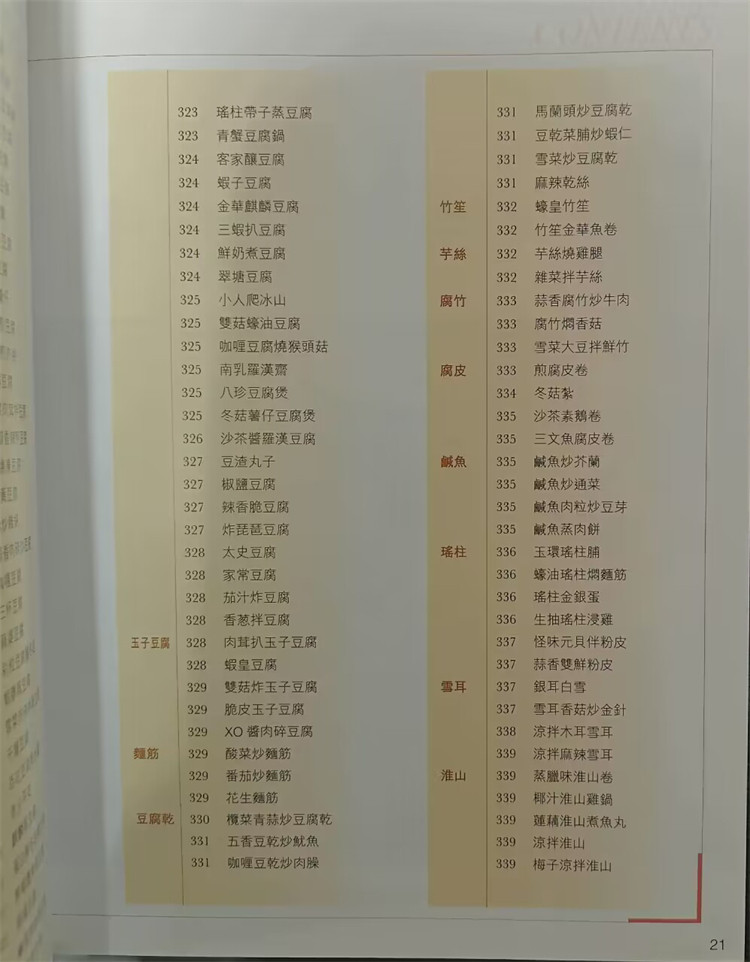 CONTENTS
323 瑤柱帶子蒸豆腐
323 青蟹豆腐鍋
324 客家釀豆腐
324 蝦子豆腐
324 金華麒麟豆腐
324 三蝦扒豆腐
324 鮮奶煮豆腐
324 翠塘豆腐
325 小人爬冰山
325 雙菇蠔油豆腐
325 咖喱豆腐燒猴頭菇
325 南乳羅漢齋
325 八珍豆腐煲
325 冬菇薯仔豆腐煲
326 沙茶醬羅漢豆腐
327 豆渣丸子
327 椒鹽豆腐
327 辣香脆豆腐
327 炸琵琶豆腐
328 太史豆腐
328 家常豆腐
328 茄汁炸豆腐
328 香葱拌豆腐
玉子豆腐 328 肉茸扒玉子豆腐
328 蝦皇豆腐
329 雙菇炸玉子豆腐
329 脆皮玉子豆腐
329 XO 醬肉碎豆腐
麵筋 329 酸菜炒麵筋
329 番茄炒麵筋
329 花生麵筋
豆腐乾 330 欖菜青蒜炒豆腐乾
331 五香豆乾炒魷魚
331 咖喱豆乾炒肉臊
331 馬蘭頭炒豆腐乾
331 豆乾菜脯炒蝦仁
331 雪菜炒豆腐乾
331 麻辣乾絲
竹笙 332 蠔皇竹笙
332 竹笙金華魚卷
芋絲 332 芋絲燒雞腿
332 雜菜拌芋絲
腐竹 333 蒜香腐竹炒牛肉
333 腐竹燜香菇
333 雪菜大豆拌鮮竹
腐皮 333 煎腐皮卷
334 冬菇紮
335 沙茶素鵝卷
335 三文魚腐皮卷
鹹魚 335 鹹魚炒芥蘭
335 鹹魚炒通菜
335 鹹魚肉粒炒豆芽
335 鹹魚蒸肉餅
瑤柱 336 玉環瑤柱脯
336 蠔油瑤柱燜麵筋
336 瑤柱金銀蛋
336 生抽瑤柱浸雞
337 怪味元貝伴粉皮
337 蒜香雙鮮粉皮
雪耳 337 銀耳白雪
337 雪耳香菇炒金針
338 涼拌木耳雪耳
339 涼拌麻辣雪耳
淮山 339 蒸臘味淮山卷
339 椰汁淮山雞鍋
339 蓮藕淮山煮魚丸
339 涼拌淮山
339 梅子涼拌淮山
21